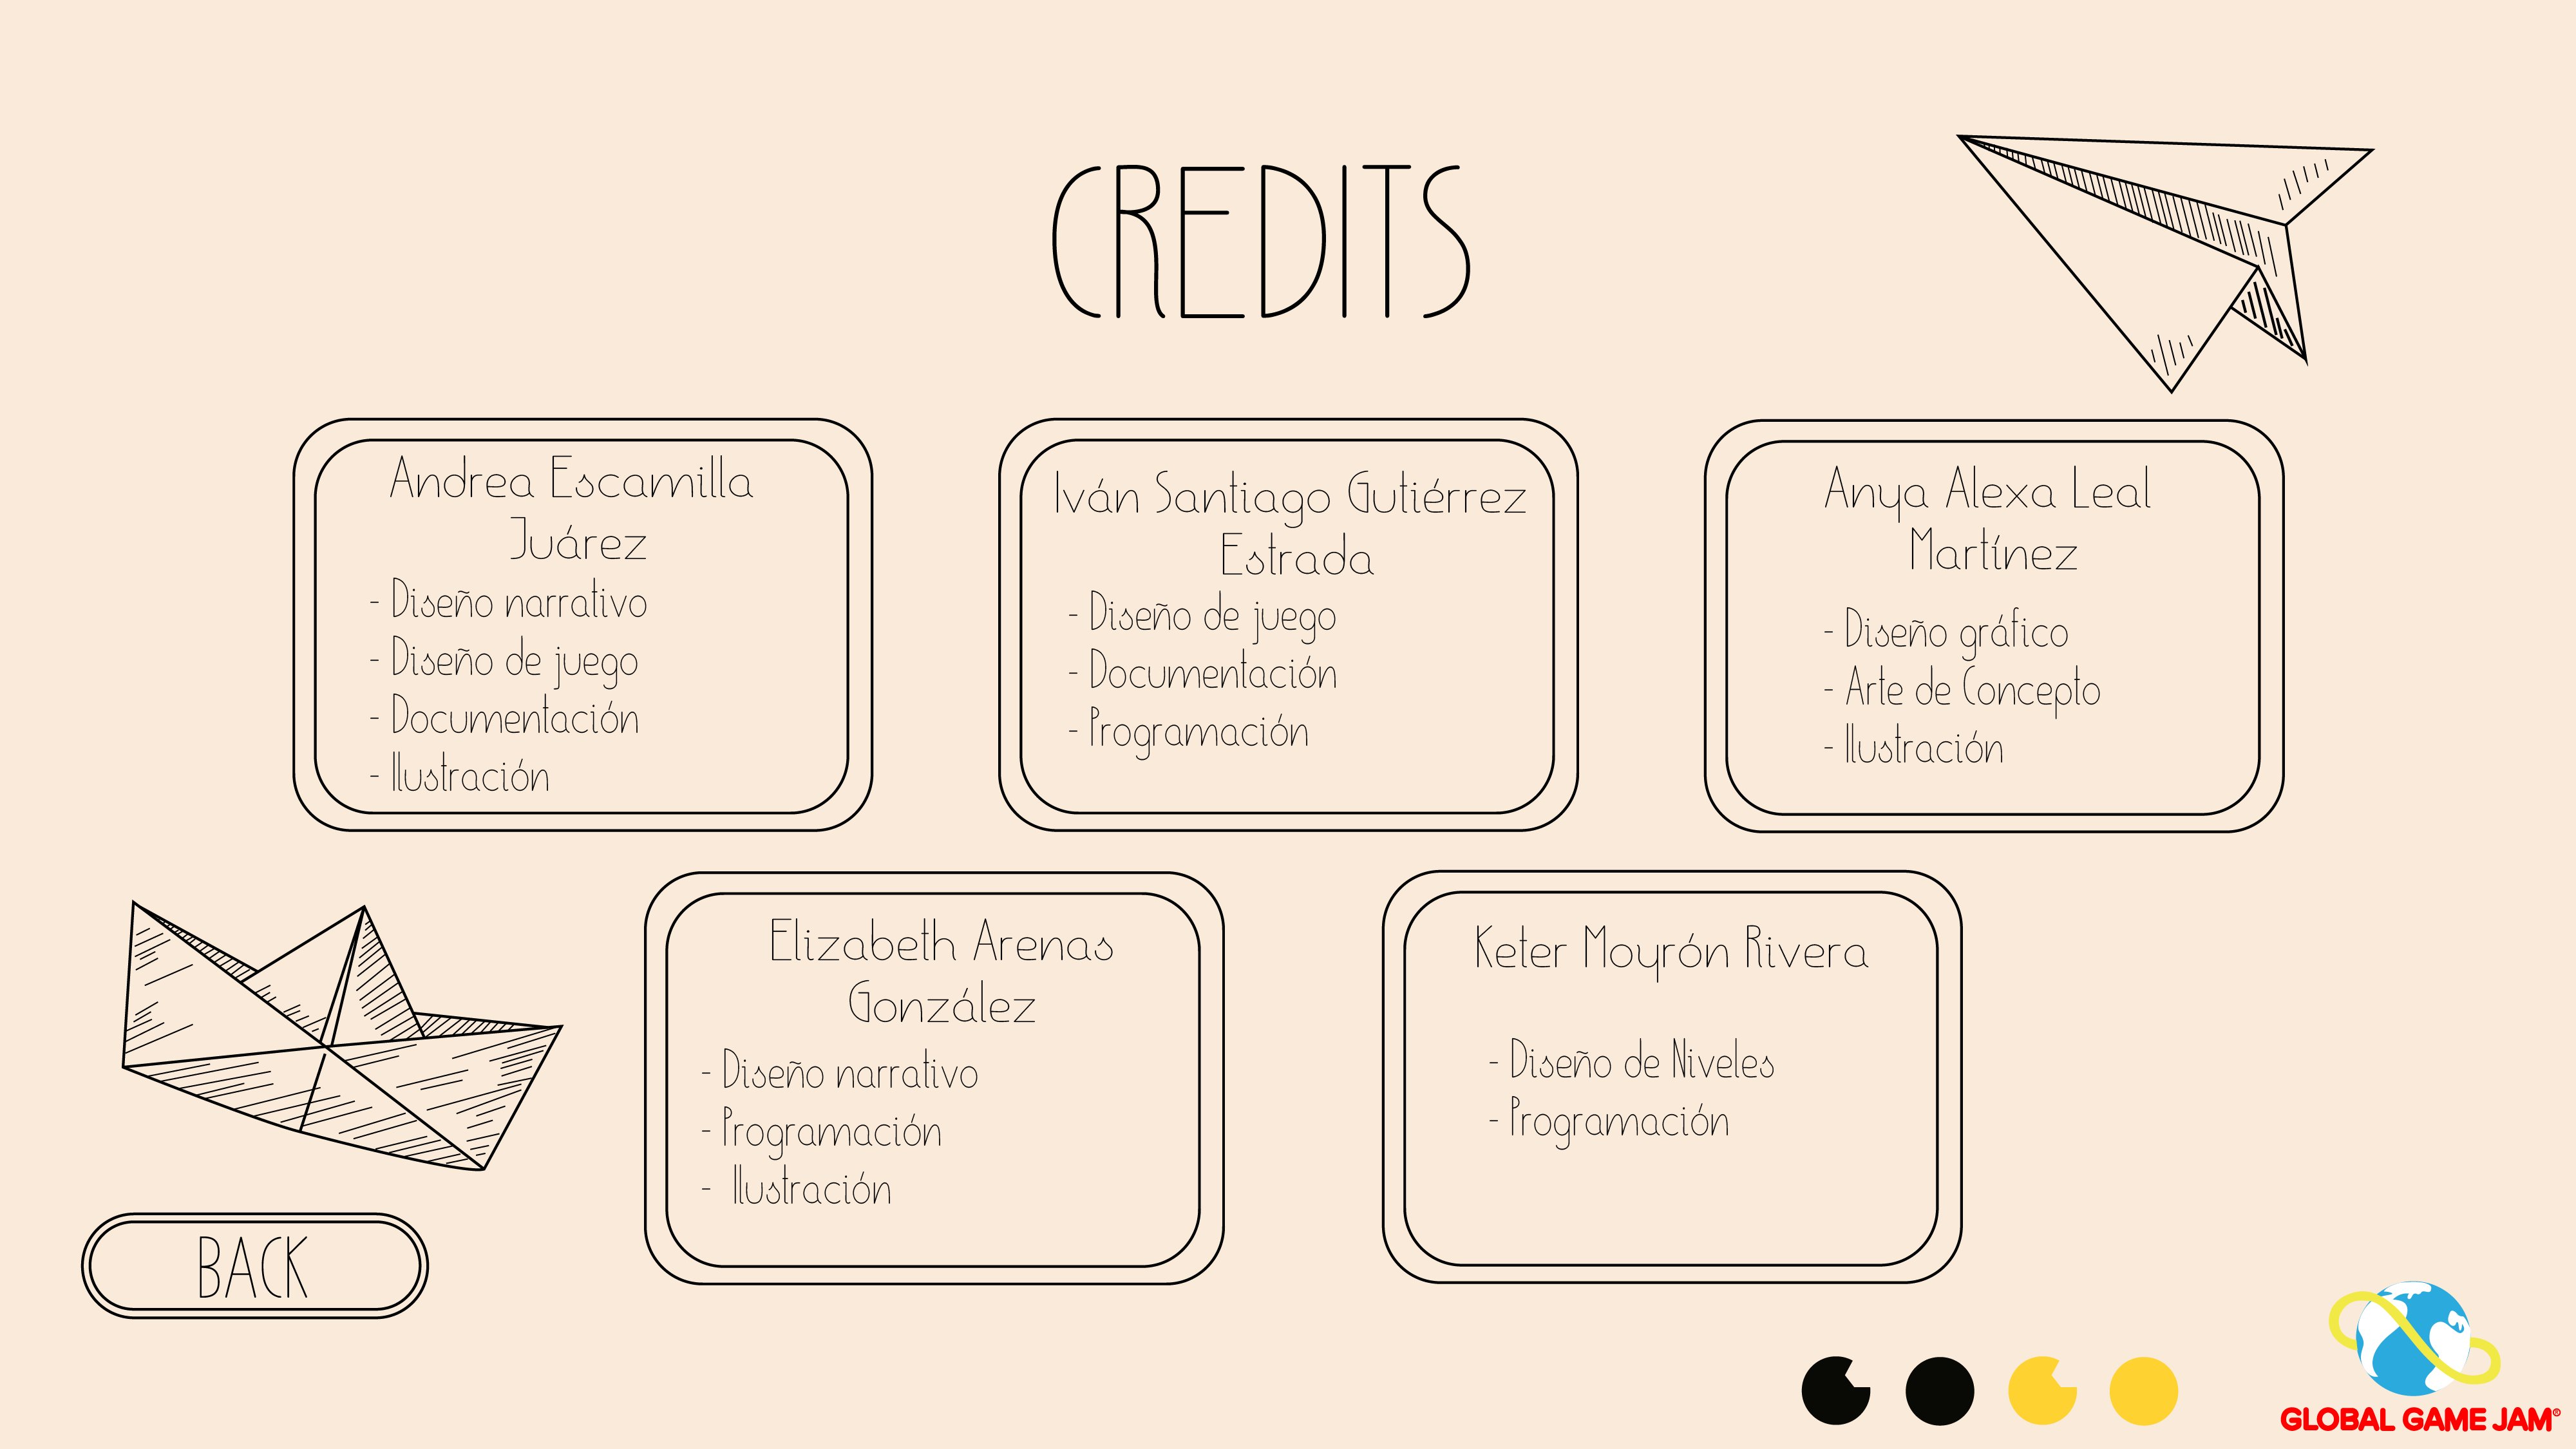 CREDITS
Andrea Escamilla
Juárez
- Diseño narrativo
- Diseño de juego
- Documentación
- Ilustración
Iván Santiago Gutiérrez
Estrada
- Diseño de juego
- Documentación
- Programación
Anya Alexa Leal
Martínez
- Diseño gráfico
- Arte de Concepto
- Ilustración
Elizabeth Arenas
González
- Diseño narrativo
- Programación
- Ilustración
Keter Moyrón Rivera
- Diseño de Niveles
- Programación
BACK
GLOBAL GAME JAM®